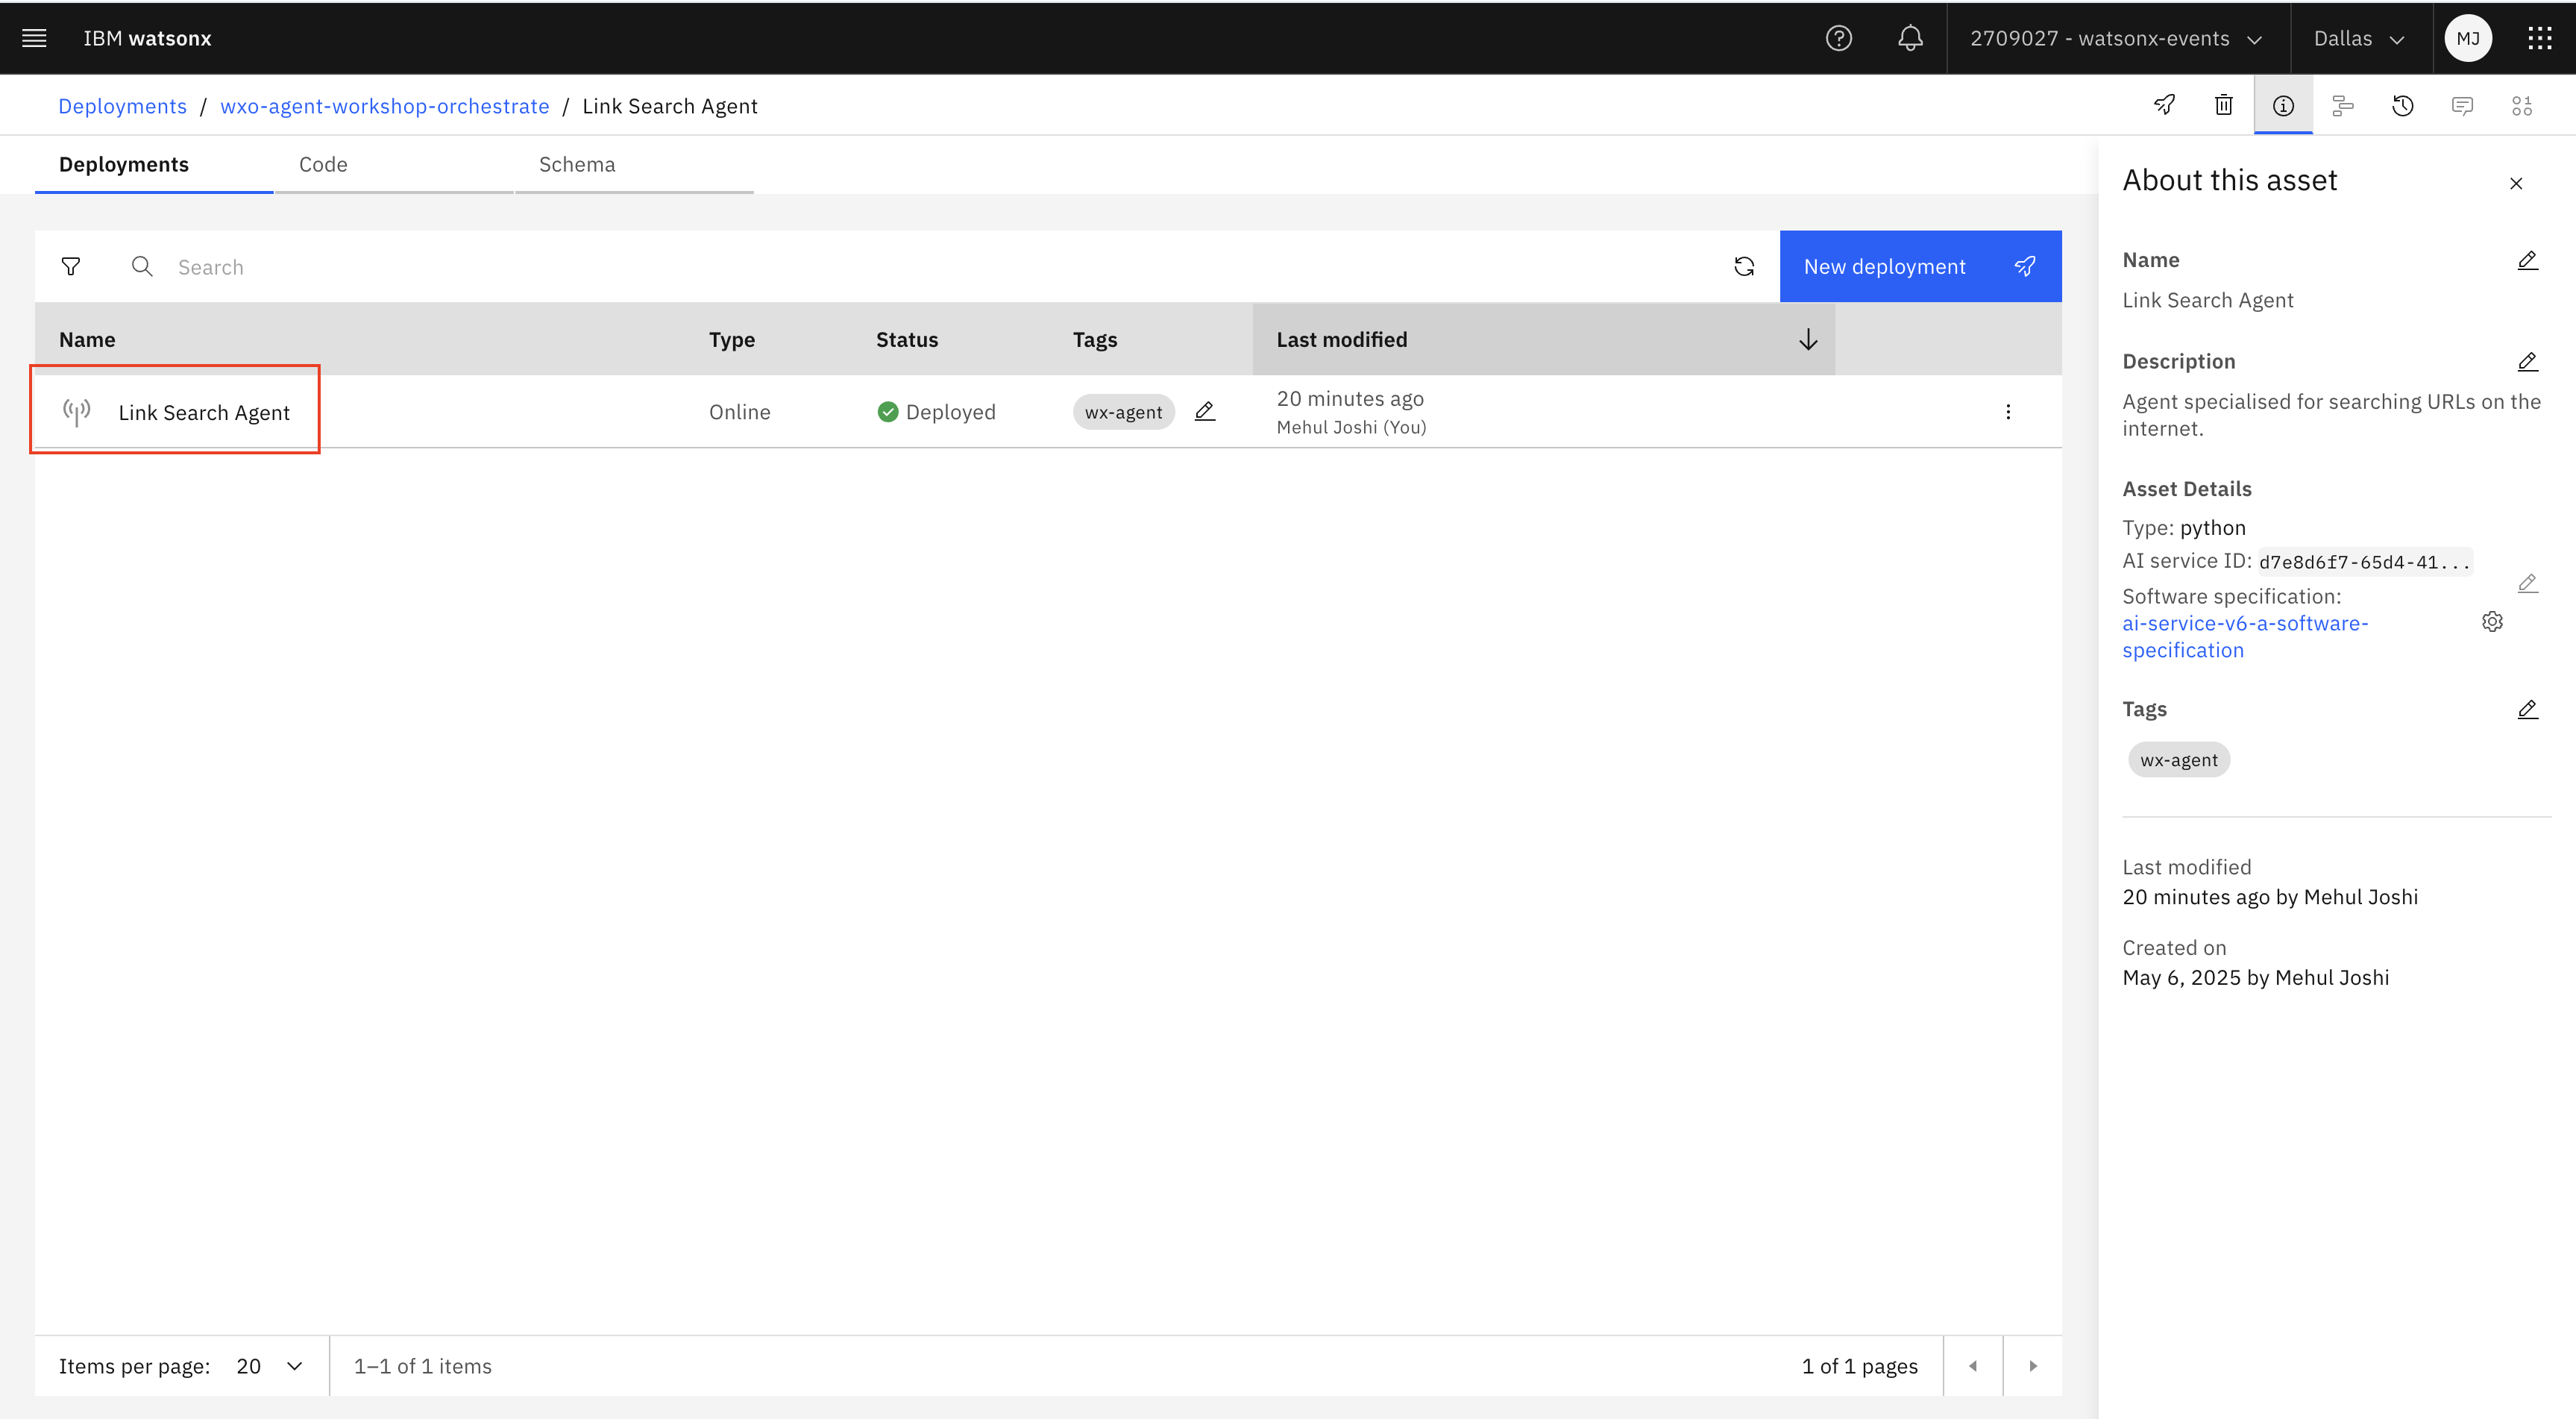 IBM watsonx
2709027 - watsonx-events
Dallas
MJ
Deployments / wxo-agent-workshop-orchestrate / Link Search Agent
Deployments
Code
Schema
Search
New deployment
Name
Type
Status
Tags
Last modified
Link Search Agent
Online
Deployed
wx-agent
20 minutes ago
Mehul Joshi (You)
Items per page: 20
1–1 of 1 items
1 of 1 pages
About this asset
Name
Link Search Agent
Description
Agent specialised for searching URLs on the
internet.
Asset Details
Type: python
AI service ID: d7e8d6f7-65d4-41...
Software specification:
ai-service-v6-a-software-
specification
Tags
wx-agent
Last modified
20 minutes ago by Mehul Joshi
Created on
May 6, 2025 by Mehul Joshi